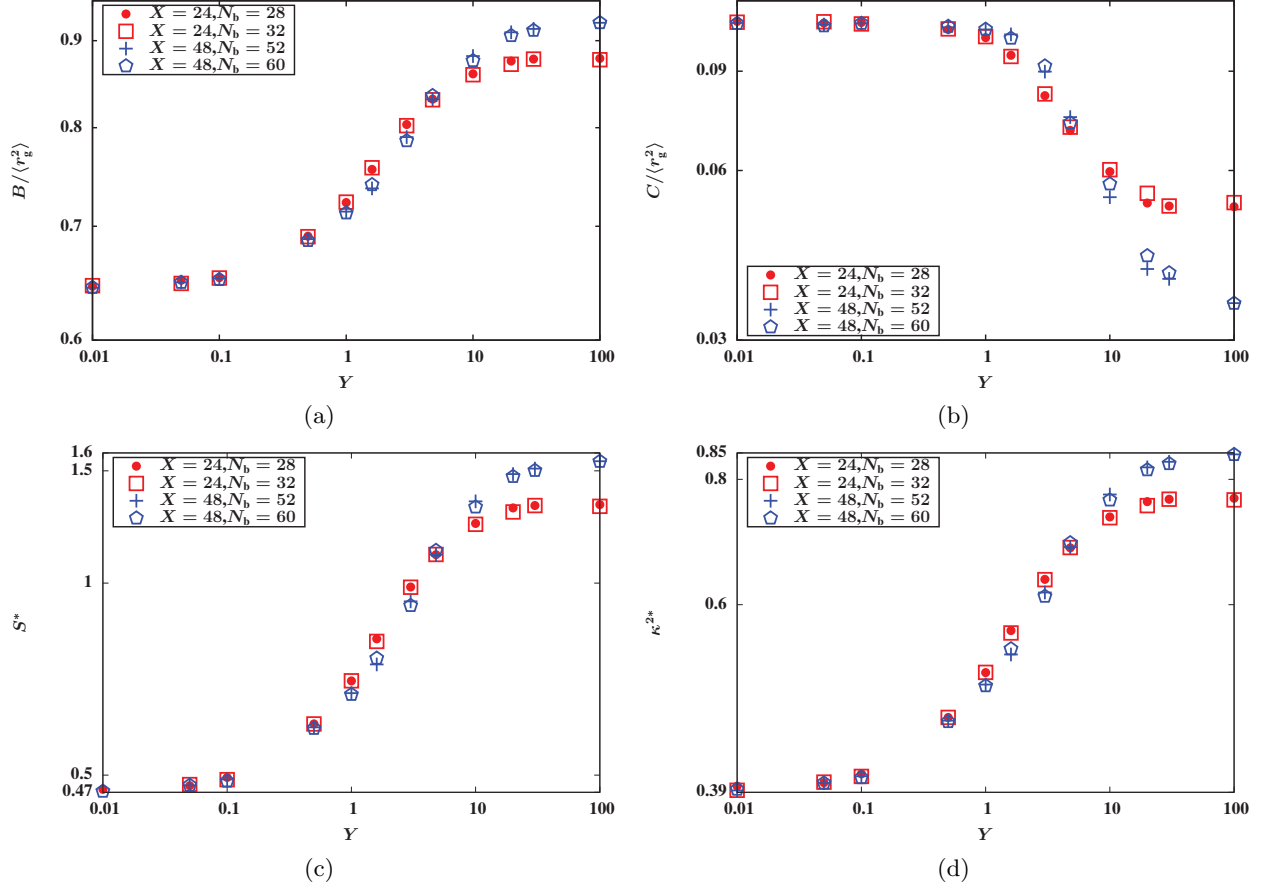 X = 24,N_b = 28
X = 24,N_b = 32
X = 48,N_b = 52
X = 48,N_b = 60
0.9
0.8
0.7
0.6
B/⟨r_g^2⟩
0.01 0.1 1 10 100
Y
(a)
0.09
0.06
0.03
C/⟨r_g^2⟩
X = 24,N_b = 28
X = 24,N_b = 32
X = 48,N_b = 52
X = 48,N_b = 60
0.01 0.1 1 10 100
Y
(b)
1.6
1.5
1
0.5
0.47
S*
X = 24,N_b = 28
X = 24,N_b = 32
X = 48,N_b = 52
X = 48,N_b = 60
0.01 0.1 1 10 100
Y
(c)
0.85
0.8
0.6
0.39
κ^2*
X = 24,N_b = 28
X = 24,N_b = 32
X = 48,N_b = 52
X = 48,N_b = 60
0.01 0.1 1 10 100
Y
(d)